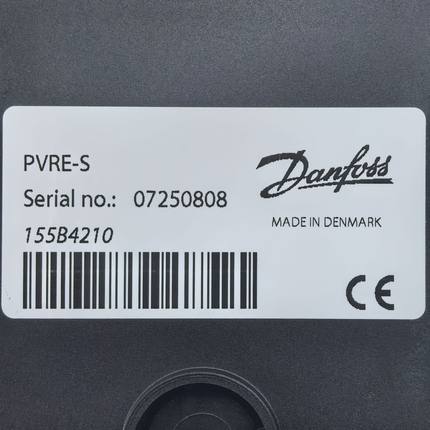 PVRE-S
Danfoss
Serial no.: 07250808
MADE IN DENMARK
155B4210
CE